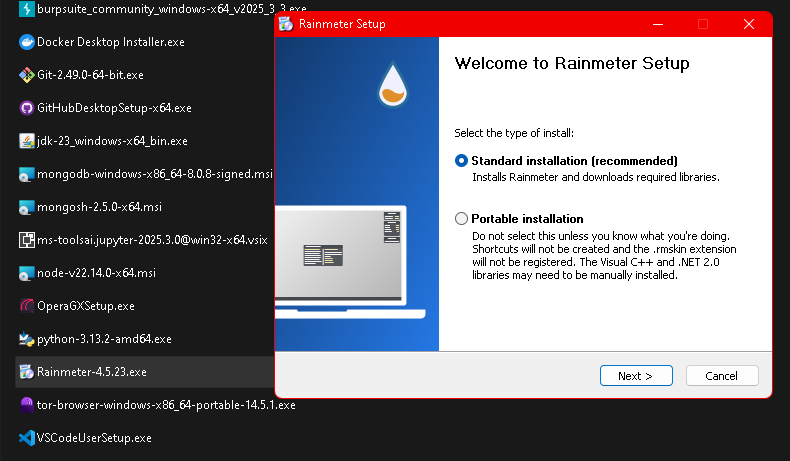 burpsuite_community_windows-x64_v2025_3_3.exe
Docker Desktop Installer.exe
Git-2.49.0-64-bit.exe
GitHubDesktopSetup-x64.exe
jdk-23_windows-x64_bin.exe
mongodb-windows-x86_64-8.0.8-signed.msi
mongosh-2.5.0-x64.msi
ms-toolsai.jupyter-2025.3.0@win32-x64.vsix
node-v22.14.0-x64.msi
OperaGXSetup.exe
python-3.13.2-amd64.exe
Rainmeter-4.5.23.exe
tor-browser-windows-x86_64-portable-14.5.1.exe
VSCodeUserSetup.exe
Rainmeter Setup
Welcome to Rainmeter Setup
Select the type of install:
Standard installation (recommended)
Installs Rainmeter and downloads required libraries.
Portable installation
Do not select this unless you know what you're doing.
Shortcuts will not be created and the .rmskin extension
will not be registered. The Visual C++ and .NET 2.0
libraries may need to be manually installed.
Next >
Cancel